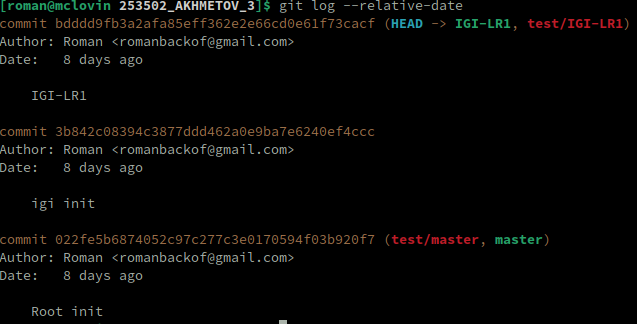 [roman@mclovin 253502_AKHMETOV_3]$ git log --relative-date
commit bdddd9fb3a2afa85eff362e2e66cd0e61f73cacf (HEAD -> IGI-LR1, test/IGI-LR1)
Author: Roman <romanbackof@gmail.com>
Date:   8 days ago
IGI-LR1
commit 3b842c08394c3877ddd462a0e9ba7e6240ef4ccc
Author: Roman <romanbackof@gmail.com>
Date:   8 days ago
igi init
commit 022fe5b6874052c97c277c3e0170594f03b920f7 (test/master, master)
Author: Roman <romanbackof@gmail.com>
Date:   8 days ago
Root init